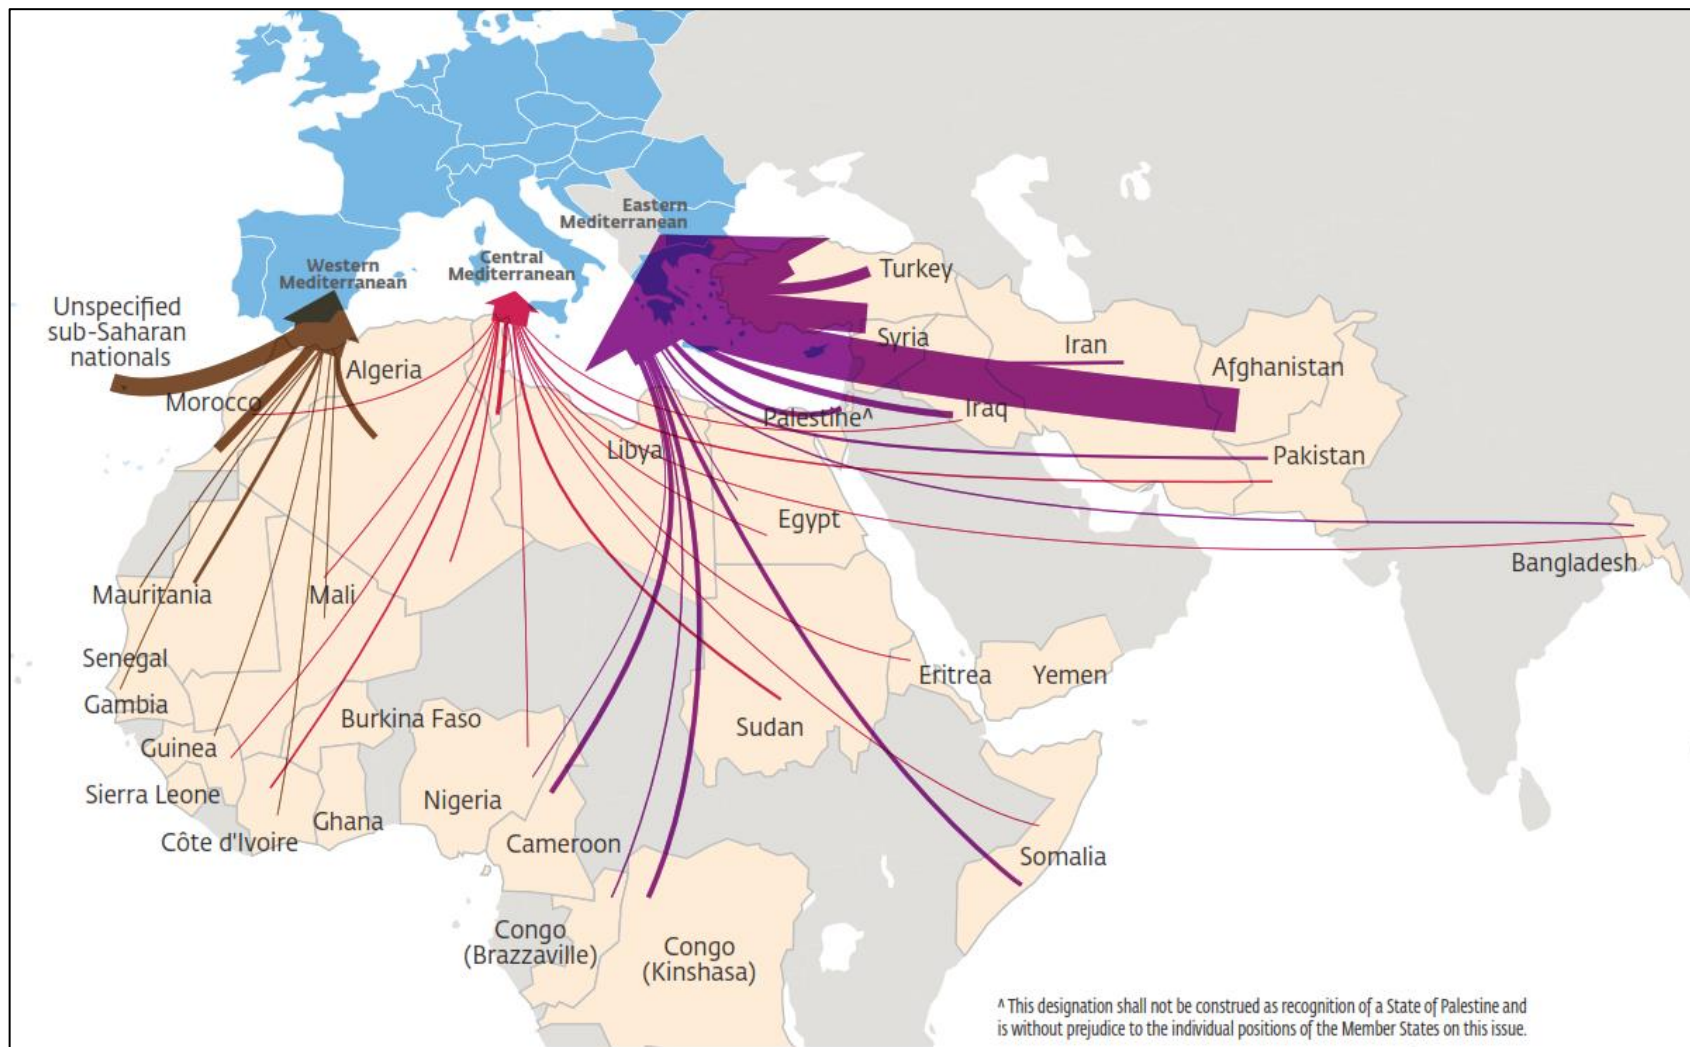 Eastern
Mediterranean
Central
Mediterranean
Western
Mediterranean
Unspecified
sub-Saharan
nationals
Turkey
Syria
Iran
Afghanistan
Algeria
Morocco
Palestine^
Iraq
Libya
Pakistan
Egypt
Bangladesh
Mauritania
Mali
Senegal
Eritrea
Yemen
Gambia
Burkina Faso
Sudan
Guinea
Sierra Leone
Nigeria
Ghana
Côte d'Ivoire
Cameroon
Somalia
Congo
(Brazzaville)
Congo
(Kinshasa)
^ This designation shall not be construed as recognition of a State of Palestine and
is without prejudice to the individual positions of the Member States on this issue.